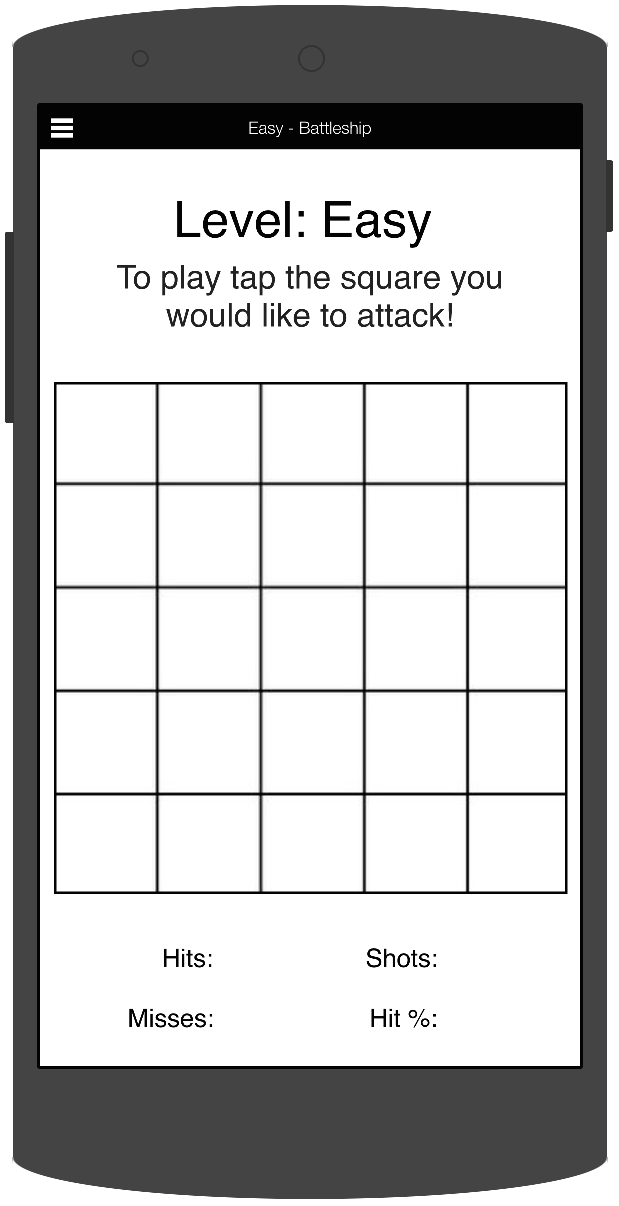 Easy - Battleship
Level: Easy
To play tap the square you
would like to attack!
Hits:
Shots:
Misses:
Hit %: